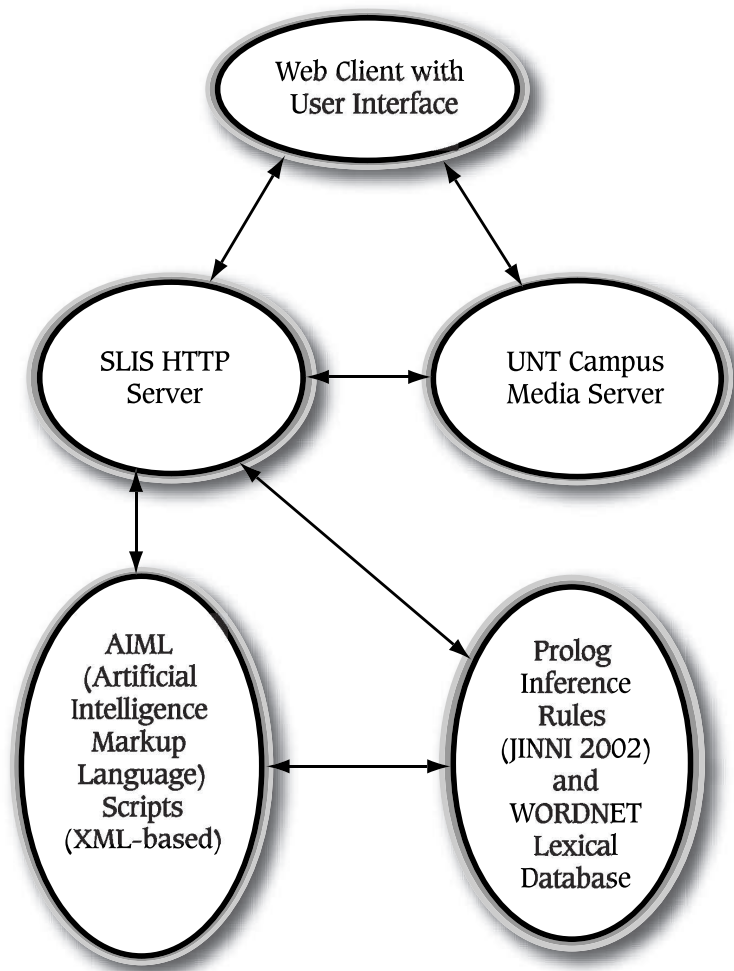 Web Client with
User Interface
SLIS HTTP
Server
UNT Campus
Media Server
AIML
(Artificial
Intelligence
Markup
Language)
Scripts
(XML-based)
Prolog
Inference
Rules
(JINNI 2002)
and
WORDNET
Lexical
Database